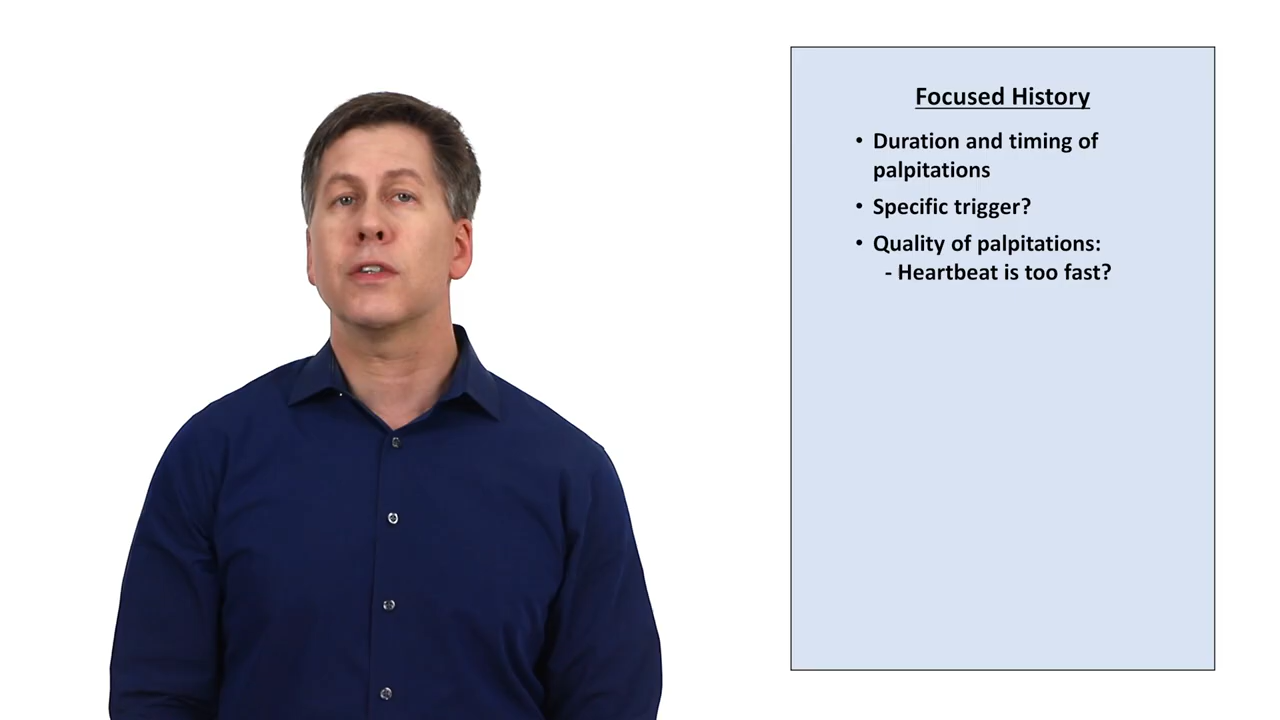 Focused History
• Duration and timing of
palpitations
• Specific trigger?
• Quality of palpitations:
- Heartbeat is too fast?